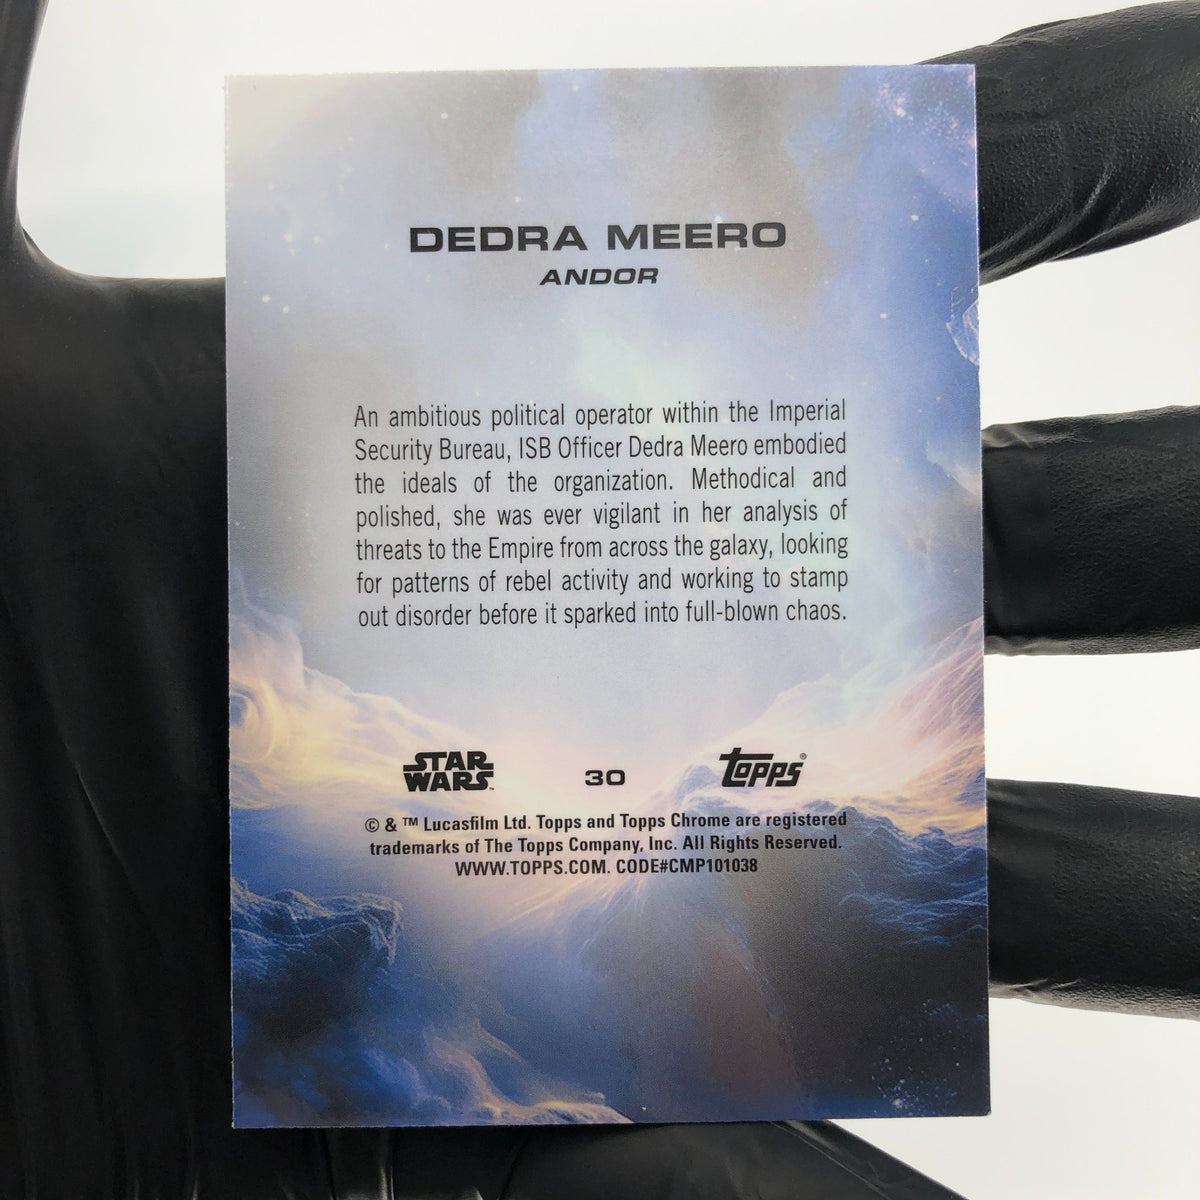 DEDRA MEERO
ANDOR
An ambitious political operator within the Imperial
Security Bureau, ISB Officer Dedra Meero embodied
the ideals of the organization. Methodical and
polished, she was ever vigilant in her analysis of
threats to the Empire from across the galaxy, looking
for patterns of rebel activity and working to stamp
out disorder before it sparked into full-blown chaos.
STAR WARS™ 30 Topps®
© & ™ Lucasfilm Ltd. Topps and Topps Chrome are registered
trademarks of The Topps Company, Inc. All Rights Reserved.
WWW.TOPPS.COM. CODE#CMP101038